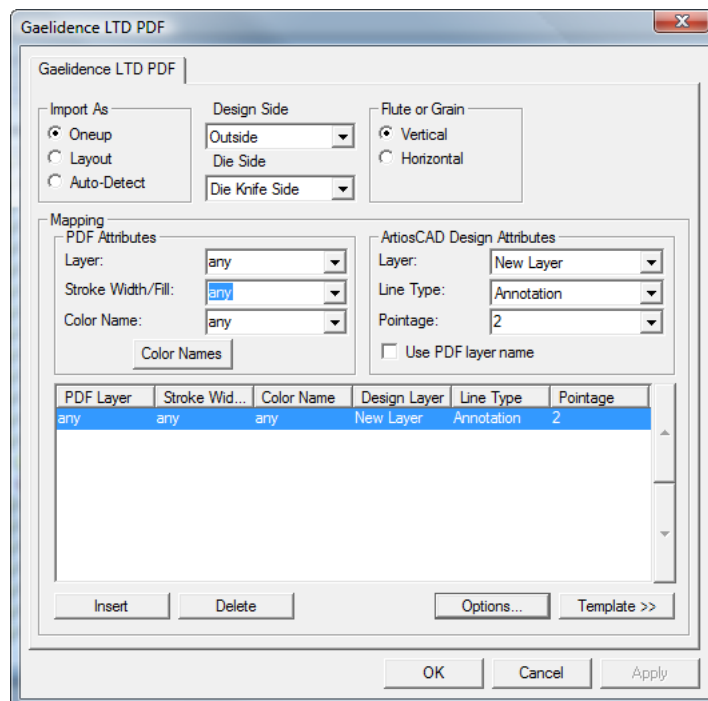 Gaelidence LTD PDF
Gaelidence LTD PDF
Import As
Oneup
Layout
Auto-Detect
Design Side
Outside
Die Side
Die Knife Side
Flute or Grain
Vertical
Horizontal
Mapping
PDF Attributes
Layer: any
Stroke Width/Fill: any
Color Name: any
Color Names
ArtiosCAD Design Attributes
Layer: New Layer
Line Type: Annotation
Pointage: 2
Use PDF layer name
PDF Layer Stroke Wid... Color Name Design Layer Line Type Pointage
any any any New Layer Annotation 2
Insert Delete Options... Template >>
OK Cancel Apply